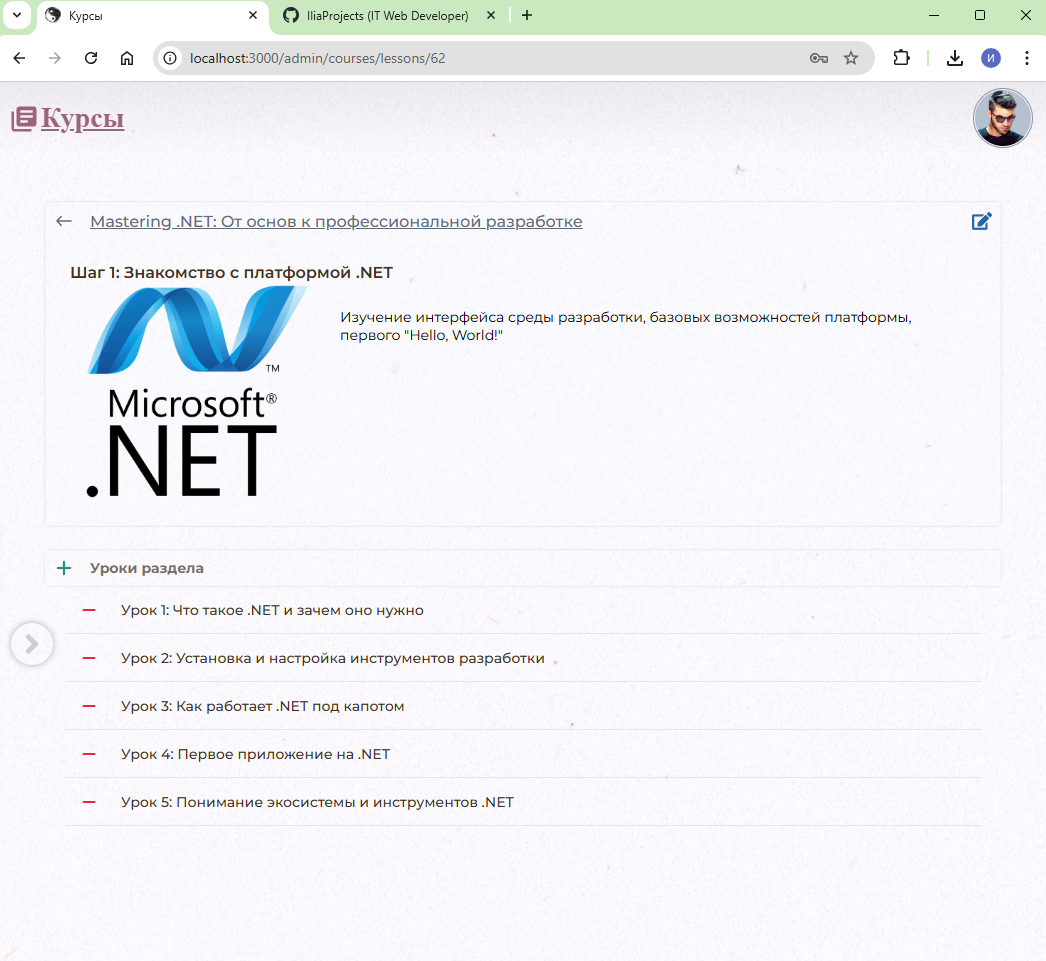 Курсы
IliaProjects (IT Web Developer)
localhost:3000/admin/courses/lessons/62
И
Курсы
Mastering .NET: От основ к профессиональной разработке
Шаг 1: Знакомство с платформой .NET
Изучение интерфейса среды разработки, базовых возможностей платформы,
первого "Hello, World!"
TM
Microsoft®
.NET
Уроки раздела
Урок 1: Что такое .NET и зачем оно нужно
Урок 2: Установка и настройка инструментов разработки
Урок 3: Как работает .NET под капотом
Урок 4: Первое приложение на .NET
Урок 5: Понимание экосистемы и инструментов .NET